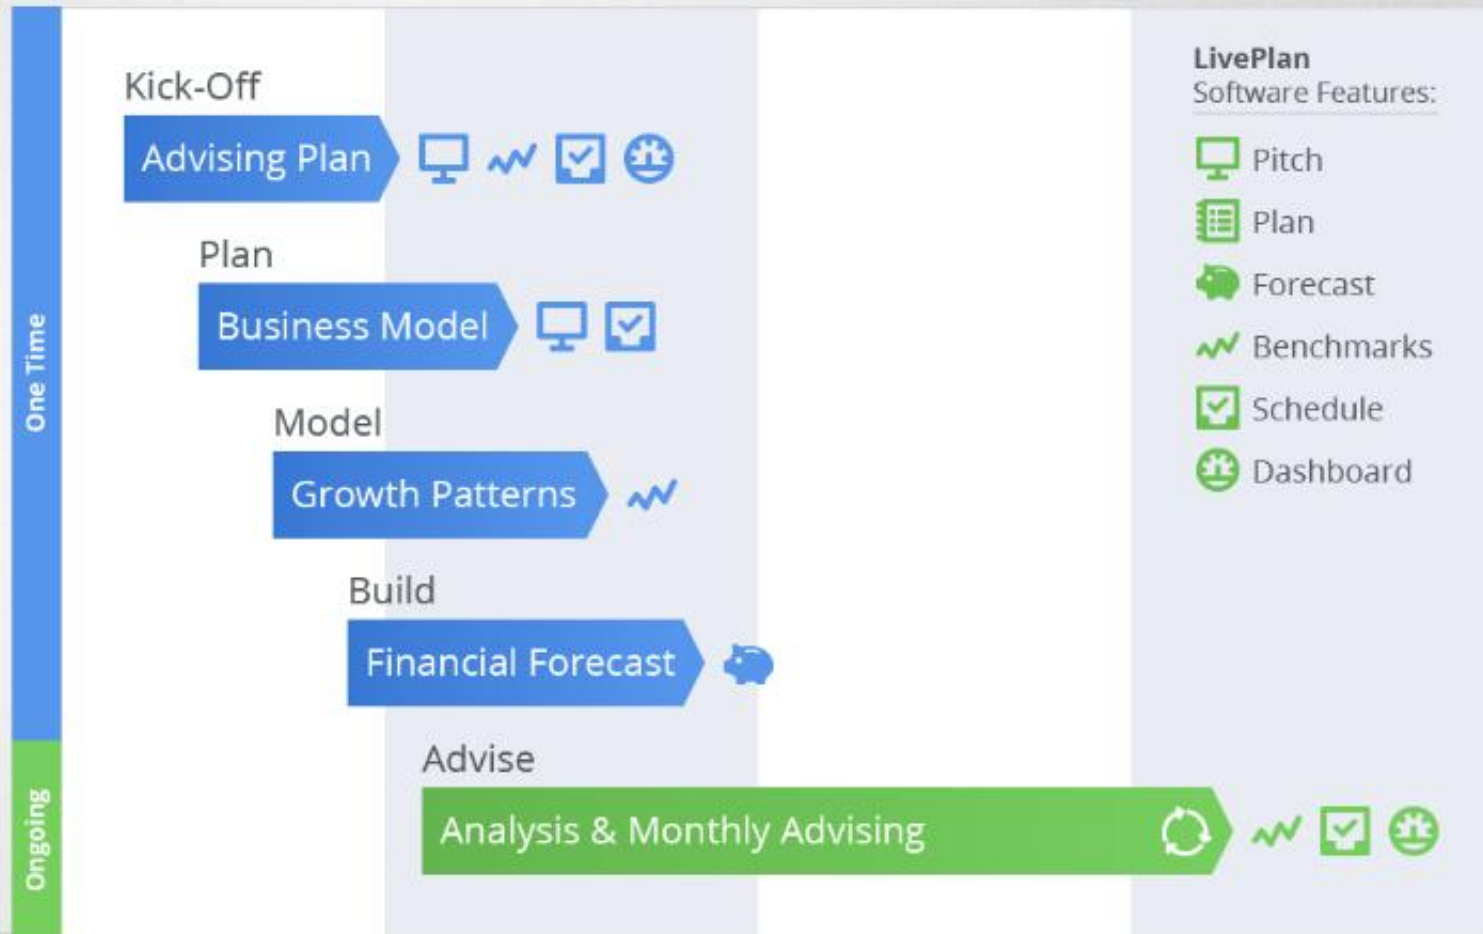 Kick-Off
Advising Plan
Plan
Business Model
Model
Growth Patterns
Build
Financial Forecast
Advise
Analysis & Monthly Advising
One Time
Ongoing
LivePlan
Software Features:
Pitch
Plan
Forecast
Benchmarks
Schedule
Dashboard